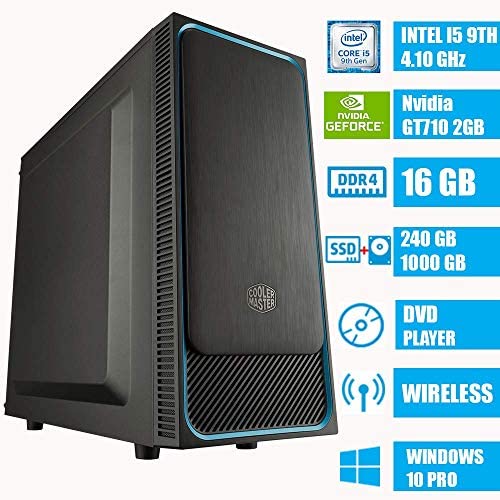 intel
CORE i5
9th Gen
INTEL I5 9TH
4.10 GHz
NVIDIA
GEFORCE
Nvidia
GT710 2GB
DDR4
16 GB
SSD
+
240 GB
1000 GB
DVD
PLAYER
WIRELESS
WINDOWS
10 PRO
COOLER
MASTER